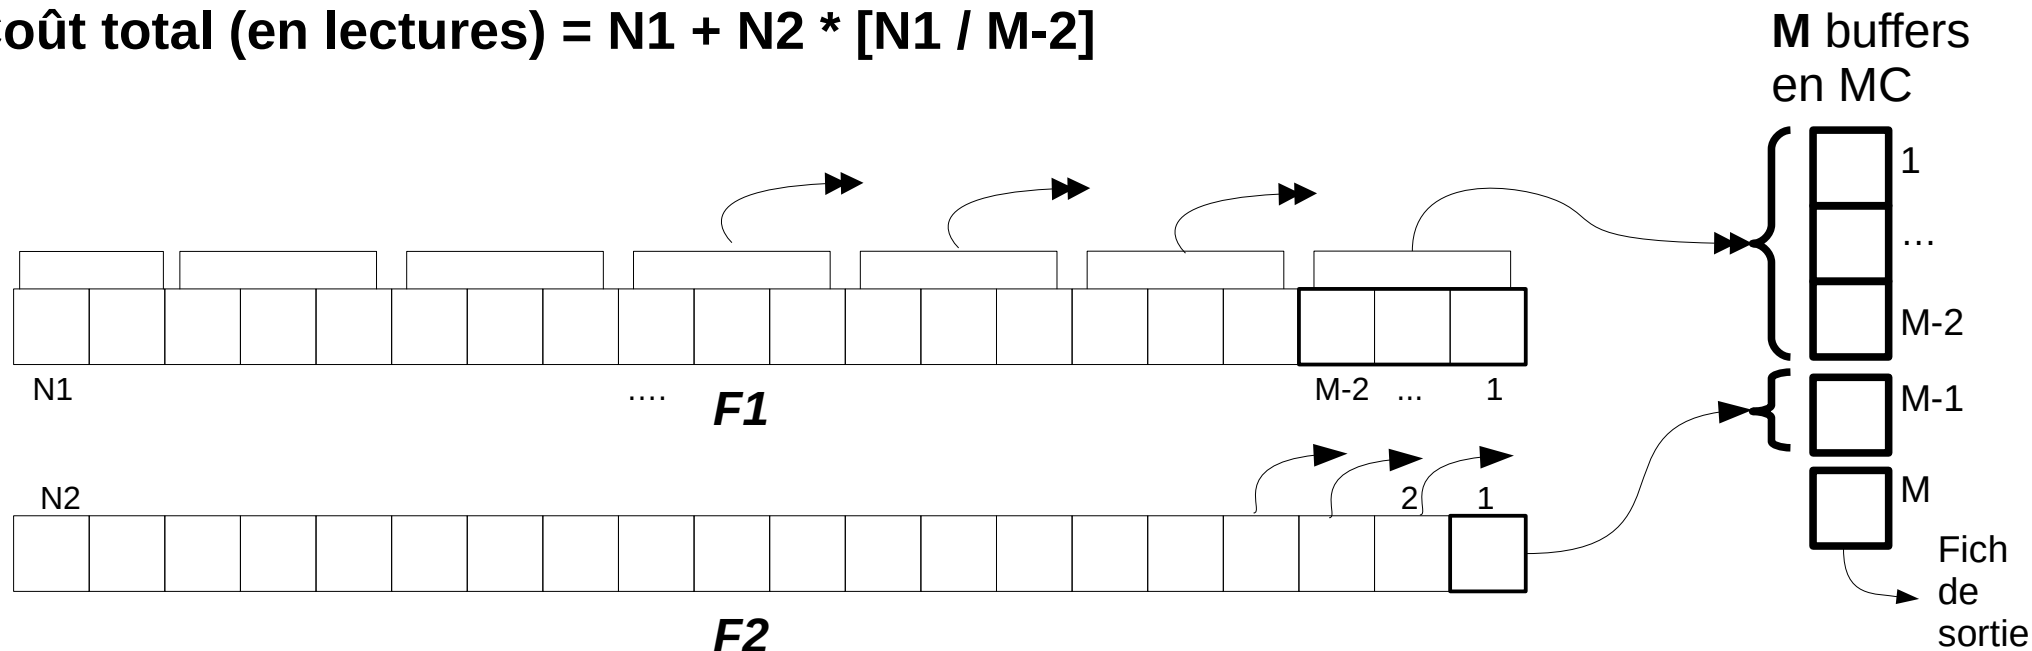 oût total (en lectures) = N1 + N2 * [N1 / M-2]
M buffers
en MC
1
...
M-2
N1
....
M-2
...
1
F1
M-1
N2
2
1
M
Fich
de
sortie
F2